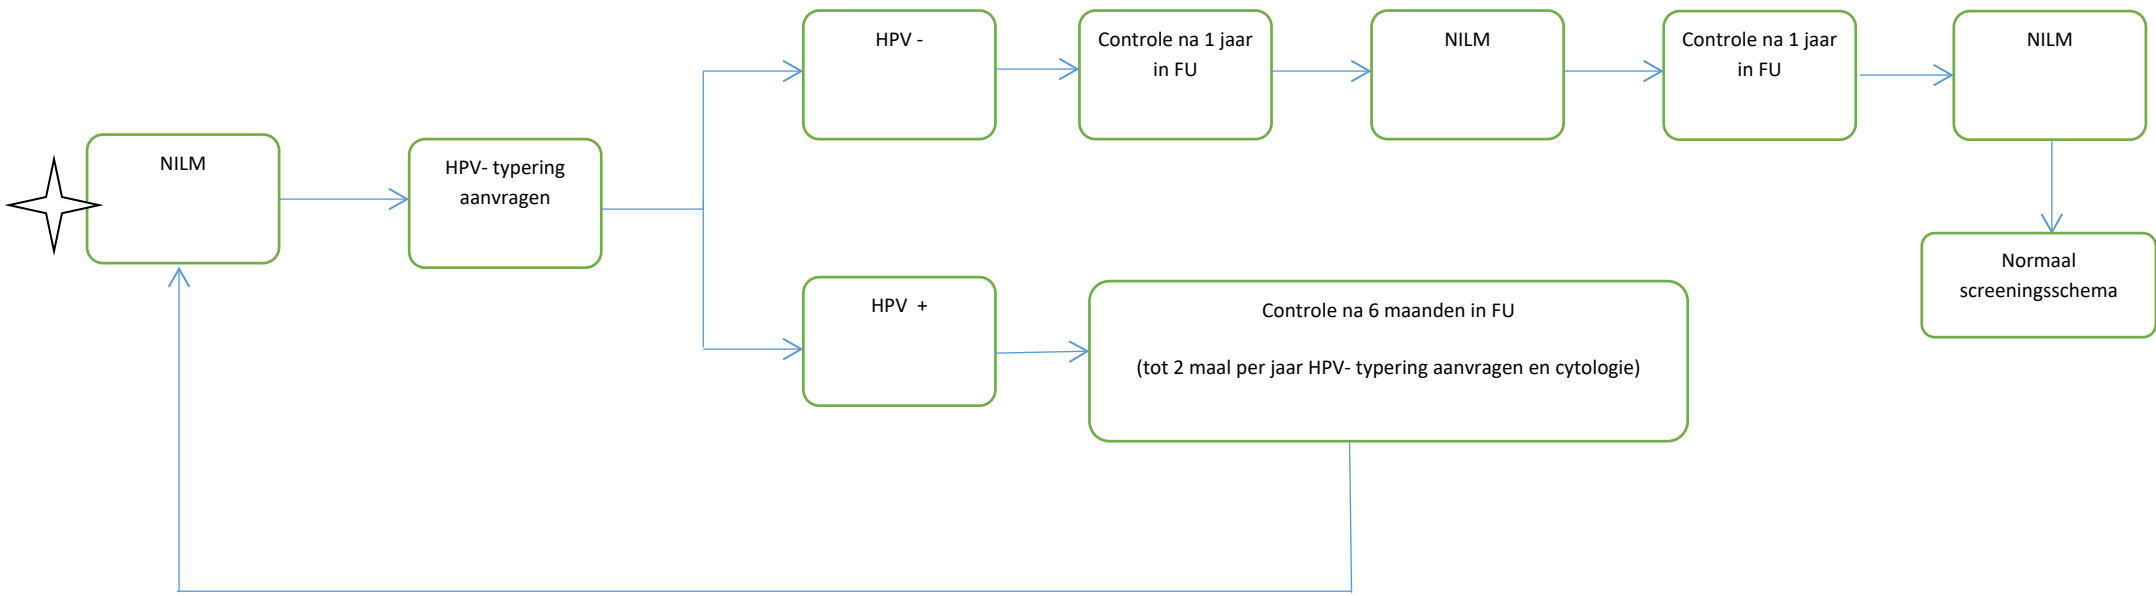 NILM
HPV- typering
aanvragen
HPV -
Controle na 1 jaar
in FU
NILM
Controle na 1 jaar
in FU
NILM
Normaal
screeningsschema
HPV  +
Controle na 6 maanden in FU
(tot 2 maal per jaar HPV- typering aanvragen en cytologie)